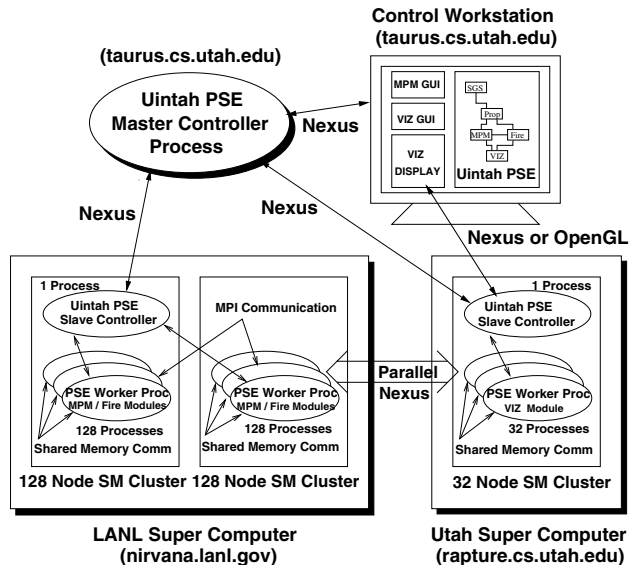 Control Workstation
(taurus.cs.utah.edu)
(taurus.cs.utah.edu)
Uintah PSE
Master Controller
Process
Nexus
MPM GUI
VIZ GUI
VIZ
DISPLAY
SGS
Prop
MPM
Fire
VIZ
Uintah PSE
Nexus
Nexus
Nexus or OpenGL
1 Process
Uintah PSE
Slave Controller
PSE Worker Proc
MPM / Fire Modules
128 Processes
Shared Memory Comm
128 Node SM Cluster
MPI Communication
PSE Worker Proc
MPM / Fire Modules
128 Processes
Shared Memory Comm
128 Node SM Cluster
Parallel
Nexus
1 Process
Uintah PSE
Slave Controller
PSE Worker Proc
VIZ Module
32 Processes
Shared Memory Comm
32 Node SM Cluster
LANL Super Computer
(nirvana.lanl.gov)
Utah Super Computer
(rapture.cs.utah.edu)